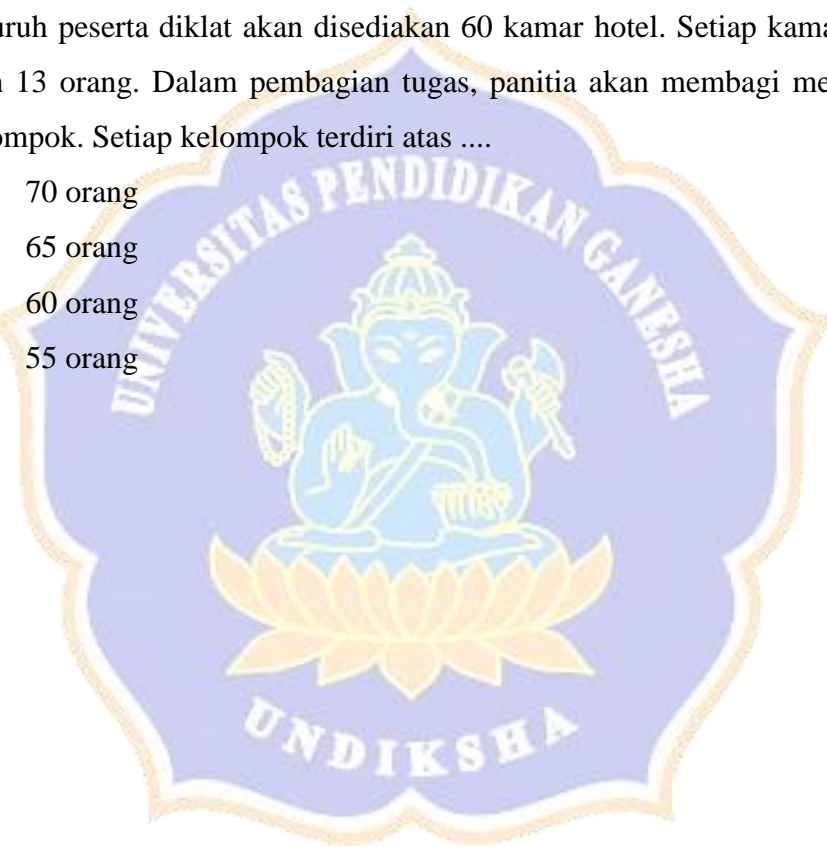 uruh peserta diklat akan disediakan 60 kamar hotel. Setiap kama
13 orang. Dalam pembagian tugas, panitia akan membagi me
ompok. Setiap kelompok terdiri atas ....
70 orang
65 orang
60 orang
55 orang
UNIVERSITAS PENDIDIKAN GANESHA
UNDIKSHA